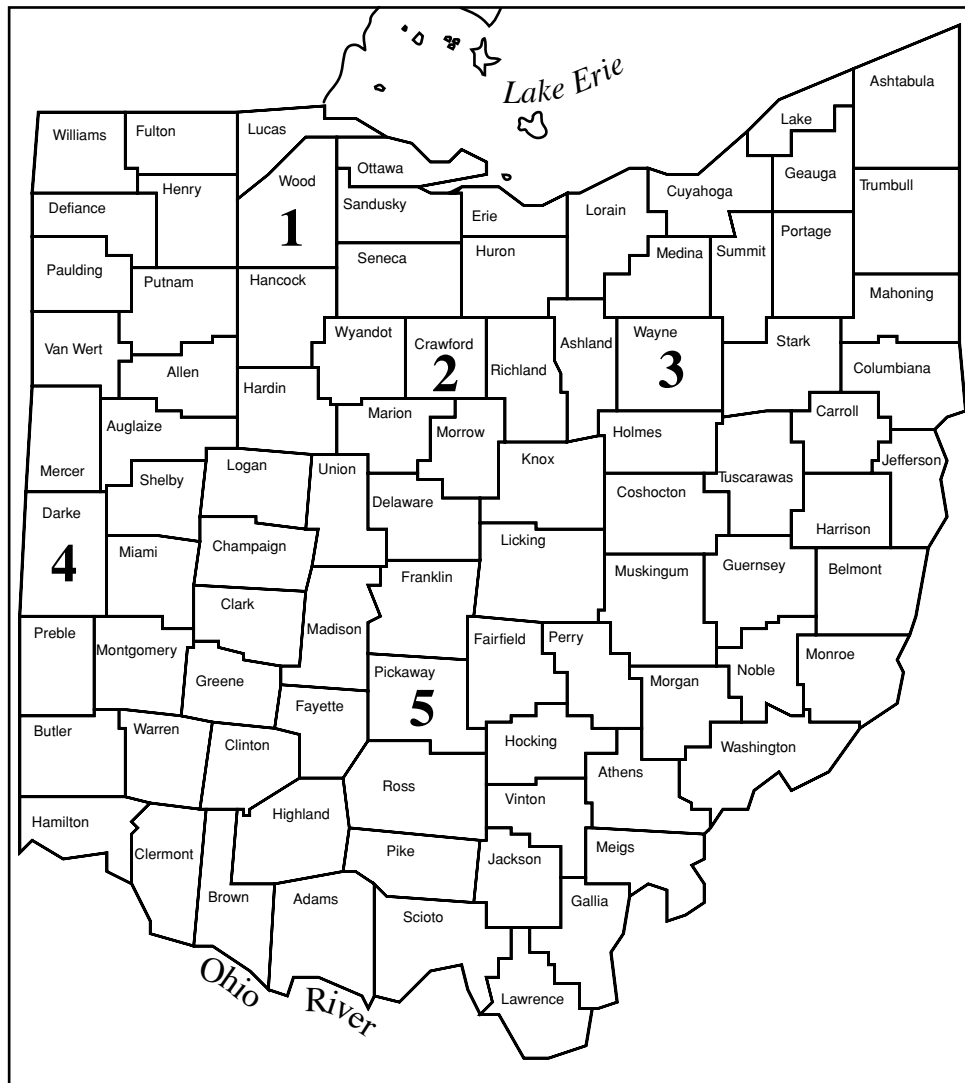 Lake Erie
Ashtabula
Lake
Williams
Fulton
Lucas
Geauga
Ottawa
Wood
Cuyahoga
Trumbull
Henry
Defiance
Sandusky
Erie
Lorain
1
Portage
Huron
Medina
Summit
Seneca
Paulding
Putnam
Hancock
Mahoning
Wyandot
Crawford
Ashland
Wayne
Stark
Van Wert
Allen
2
Richland
3
Columbiana
Hardin
Marion
Carroll
Auglaize
Morrow
Holmes
Mercer
Logan
Union
Knox
Jefferson
Shelby
Tuscarawas
Coshocton
Delaware
Darke
Harrison
Licking
Champaign
Miami
4
Franklin
Muskingum
Guernsey
Belmont
Clark
Madison
Preble
Montgomery
Fairfield
Perry
Monroe
Pickaway
Noble
Greene
Morgan
Fayette
5
Butler
Warren
Clinton
Hocking
Washington
Athens
Ross
Vinton
Hamilton
Highland
Clermont
Pike
Jackson
Meigs
Brown
Adams
Scioto
Gallia
Ohio
River
Lawrence